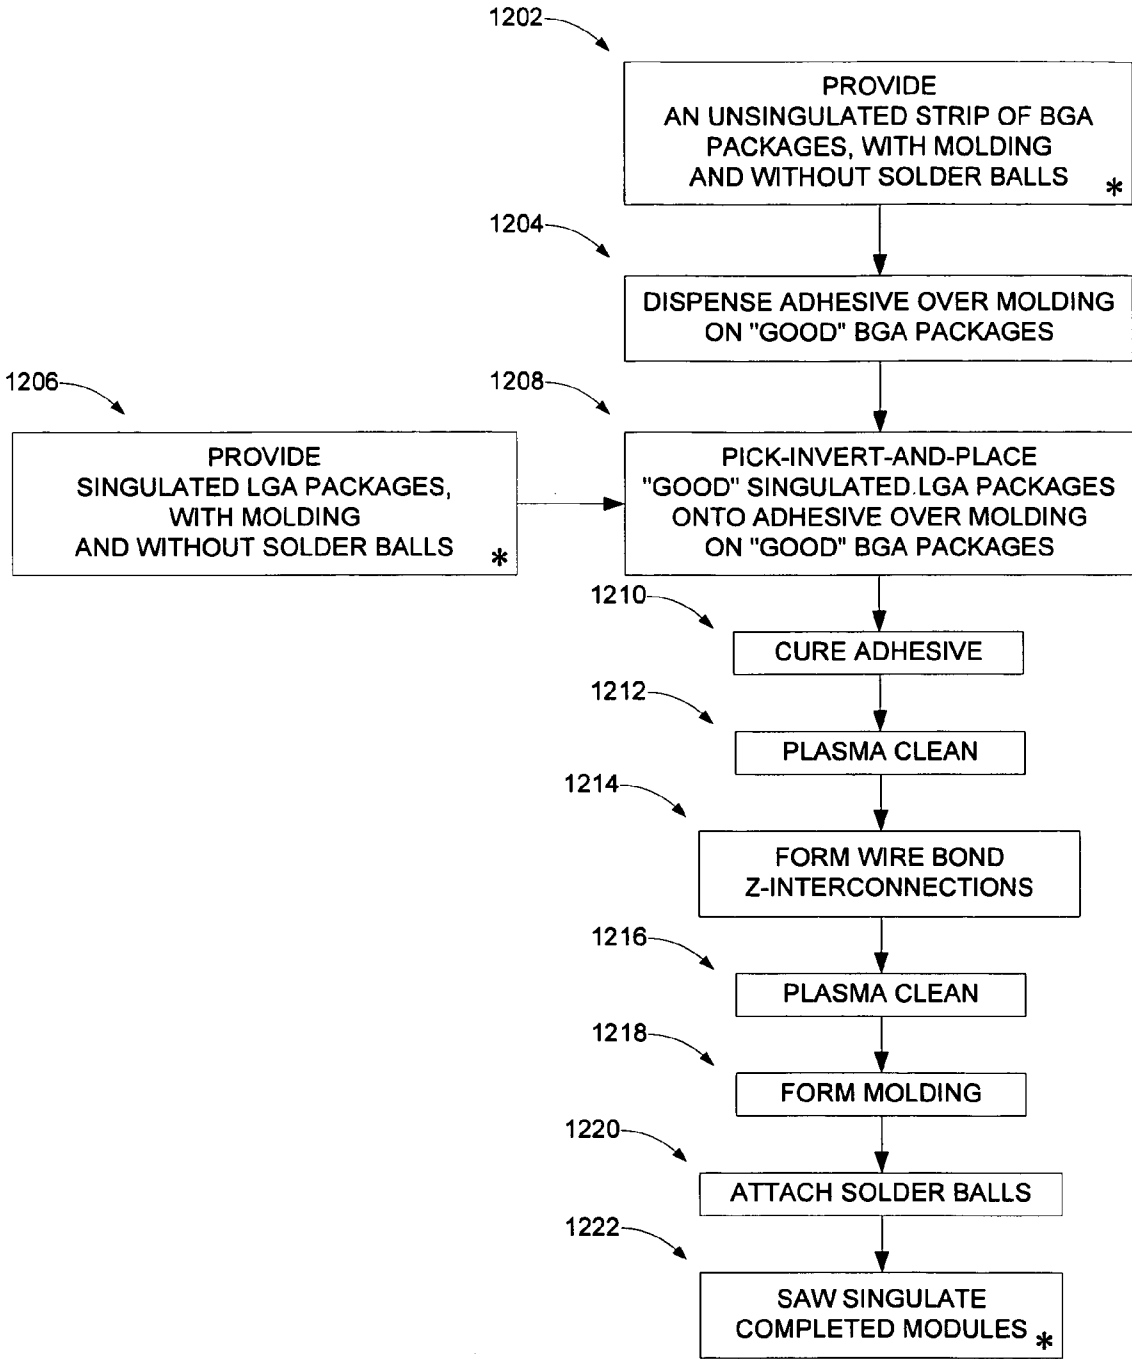 1202
PROVIDE
AN UNSINGULATED STRIP OF BGA
PACKAGES, WITH MOLDING
AND WITHOUT SOLDER BALLS
*
1204
DISPENSE ADHESIVE OVER MOLDING
ON "GOOD" BGA PACKAGES
1206
PROVIDE
SINGULATED LGA PACKAGES,
WITH MOLDING
AND WITHOUT SOLDER BALLS
*
1208
PICK-INVERT-AND-PLACE
"GOOD" SINGULATED LGA PACKAGES
ONTO ADHESIVE OVER MOLDING
ON "GOOD" BGA PACKAGES
1210
CURE ADHESIVE
1212
PLASMA CLEAN
1214
FORM WIRE BOND
Z-INTERCONNECTIONS
1216
PLASMA CLEAN
1218
FORM MOLDING
1220
ATTACH SOLDER BALLS
1222
SAW SINGULATE
COMPLETED MODULES
*